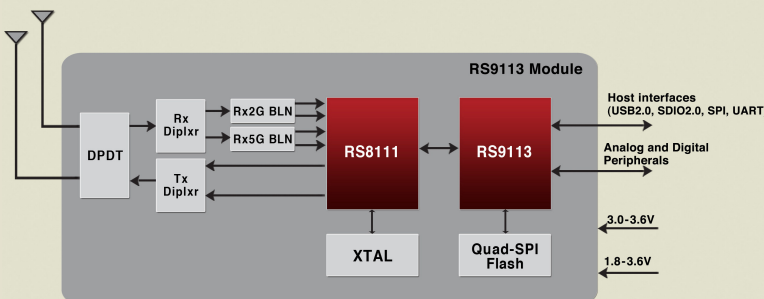 RS9113 Module
Host interfaces
(USB2.0, SDIO2.0, SPI, UART
Rx
Diplxr
Rx2G BLN
Rx5G BLN
DPDT
Tx
Diplxr
RS8111
RS9113
Analog and Digital
Peripherals
XTAL
Quad-SPI
Flash
3.0-3.6V
1.8-3.6V